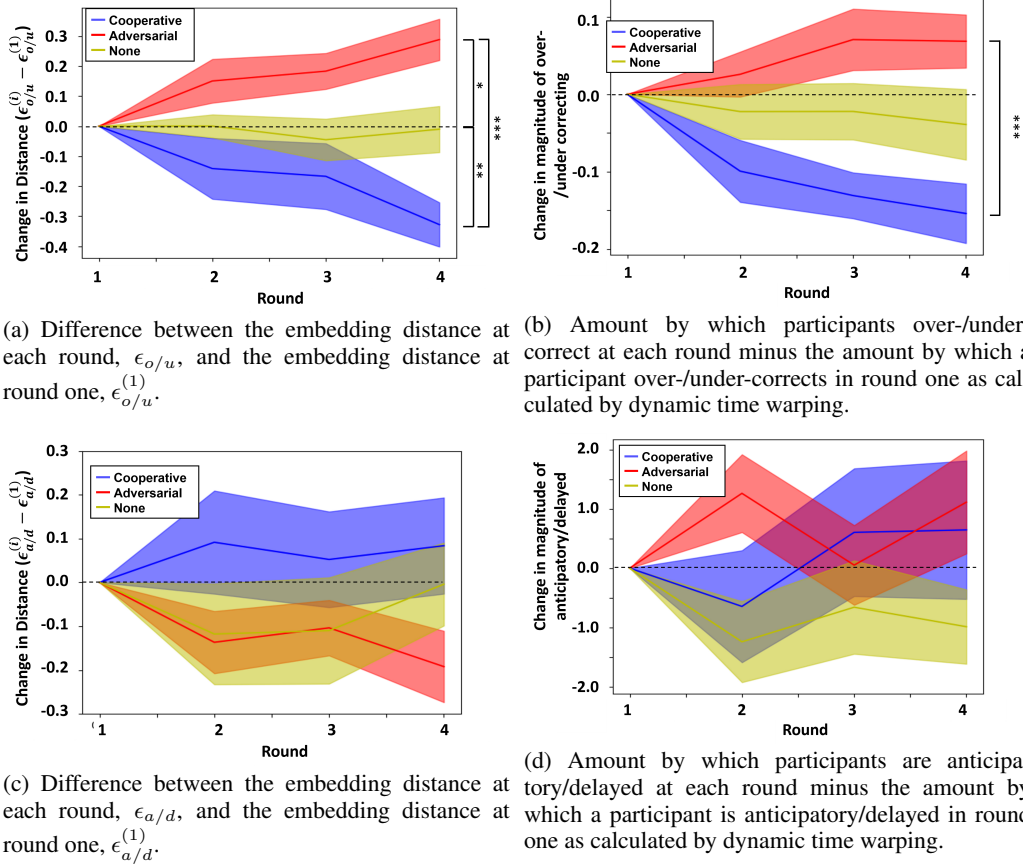 Change in Distance (ϵ_{o/u}^{(i)} − ϵ_{o/u}^{(1)})
0.3
0.2
0.1
0.0
-0.1
-0.2
-0.3
-0.4
Cooperative
Adversarial
None
*
**
***
1 2 3 4
Round
Change in magnitude of over-
/under correcting
0.1
0.0
-0.1
-0.2
Cooperative
Adversarial
None
***
1 2 3 4
Round
(a) Difference between the embedding distance at
each round, ϵ_{o/u}, and the embedding distance at
round one, ϵ_{o/u}^{(1)}.
(b) Amount by which participants over-/under
correct at each round minus the amount by which a
participant over-/under-corrects in round one as cal
culated by dynamic time warping.
Change in Distance (ϵ_{a/d}^{(i)} − ϵ_{a/d}^{(1)})
0.3
0.2
0.1
0.0
-0.1
-0.2
-0.3
Cooperative
Adversarial
None
1 2 3 4
Round
Change in magnitude of
anticipatory/delayed
2.0
1.0
0.0
-1.0
-2.0
Cooperative
Adversarial
None
1 2 3 4
Round
(c) Difference between the embedding distance at
each round, ϵ_{a/d}, and the embedding distance at
round one, ϵ_{a/d}^{(1)}.
(d) Amount by which participants are anticipa
tory/delayed at each round minus the amount by
which a participant is anticipatory/delayed in round
one as calculated by dynamic time warping.